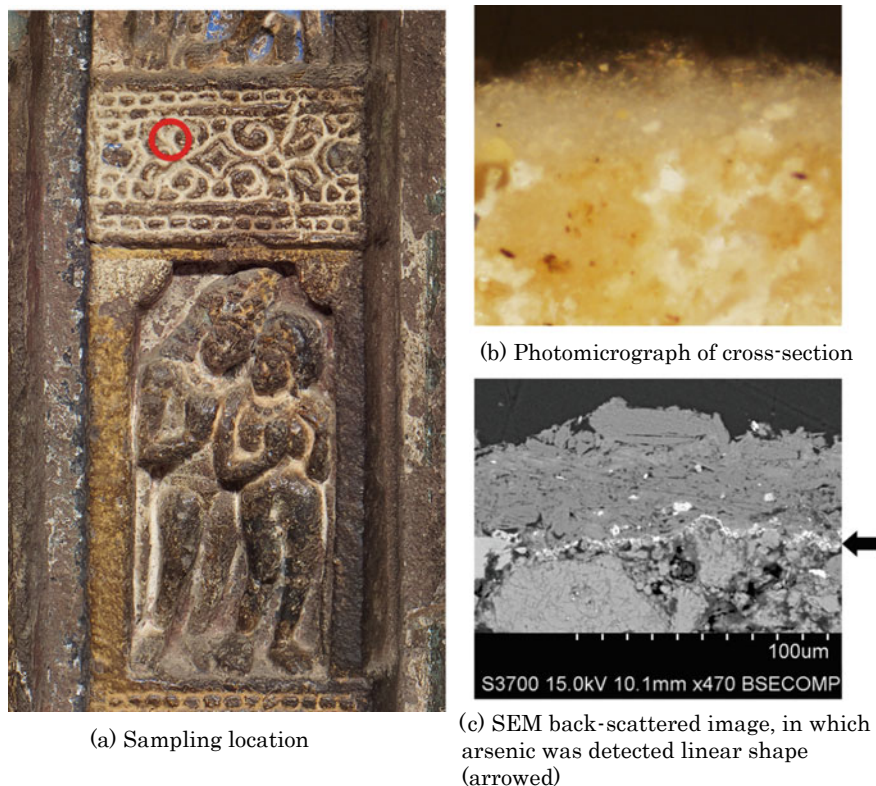 (a) Sampling location
(b) Photomicrograph of cross-section
100um
S3700 15.0kV 10.1mm x470 BSECOMP
(c) SEM back-scattered image, in which
arsenic was detected linear shape
(arrowed)